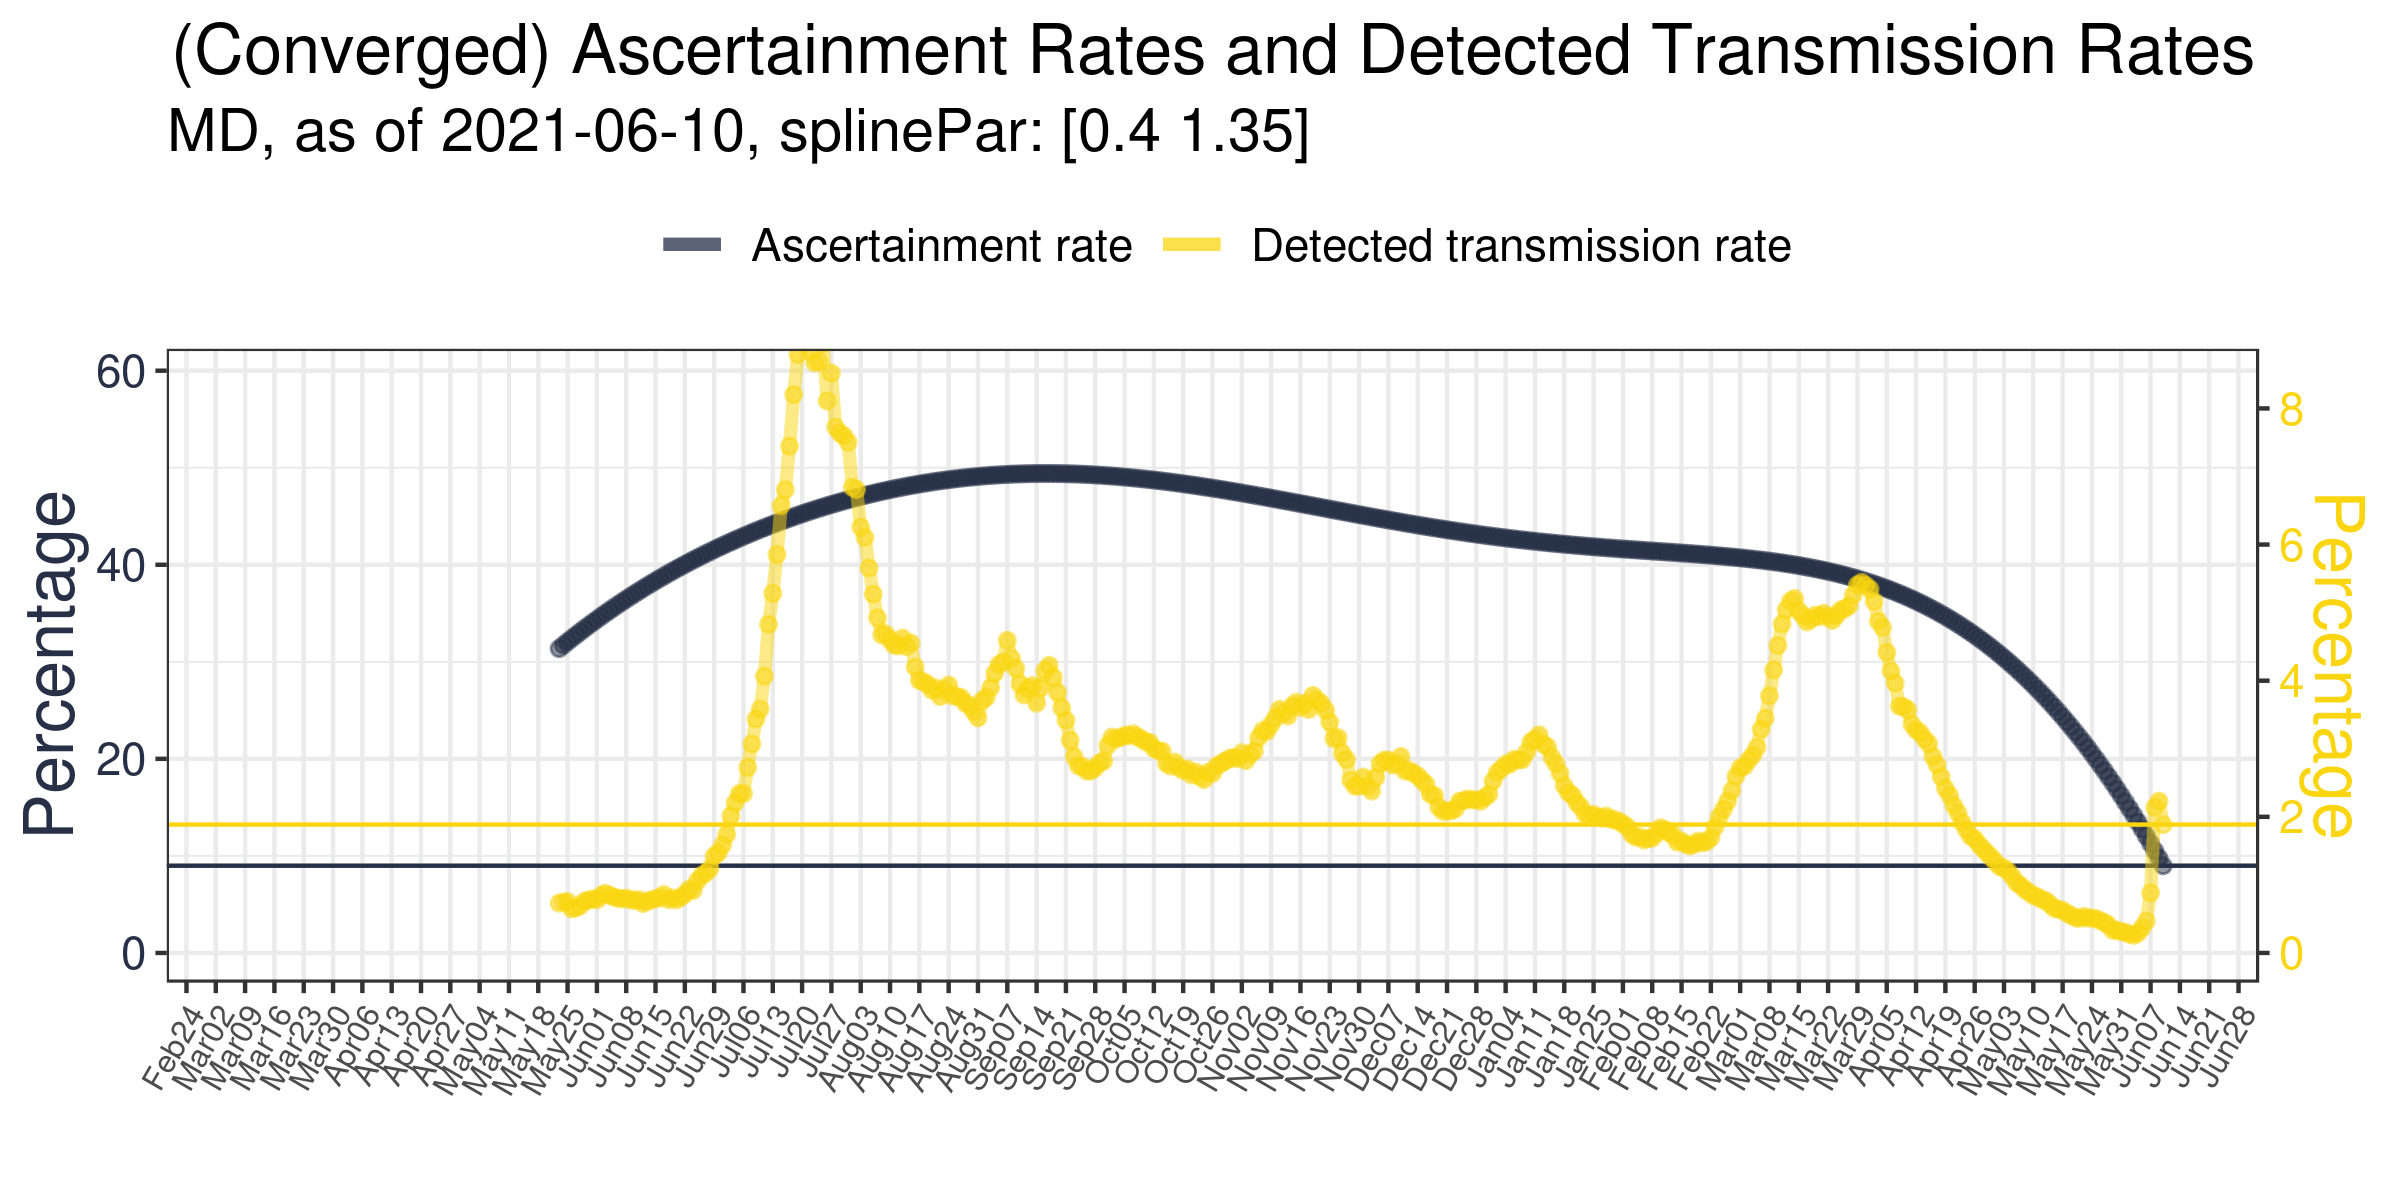 (Converged) Ascertainment Rates and Detected Transmission Rates
MD, as of 2021-06-10, splinePar: [0.4 1.35]
Ascertainment rate Detected transmission rate
Percentage
60
40
20
0
8
6
4
2
0
Percentage
Feb24 Mar02 Mar09 Mar16 Mar23 Mar30 Apr06 Apr13 Apr20 Apr27 May04 May11 May18 May25 Jun01 Jun08 Jun15 Jun22 Jun29 Jul06 Jul13 Jul20 Jul27 Aug03 Aug10 Aug17 Aug24 Aug31 Sep07 Sep14 Sep21 Sep28 Oct05 Oct12 Oct19 Oct26 Nov02 Nov09 Nov16 Nov23 Nov30 Dec07 Dec14 Dec21 Dec28 Jan04 Jan11 Jan18 Jan25 Feb01 Feb08 Feb15 Feb22 Mar01 Mar08 Mar15 Mar22 Mar29 Apr05 Apr12 Apr19 Apr26 May03 May10 May17 May24 May31 Jun07 Jun14 Jun21 Jun28